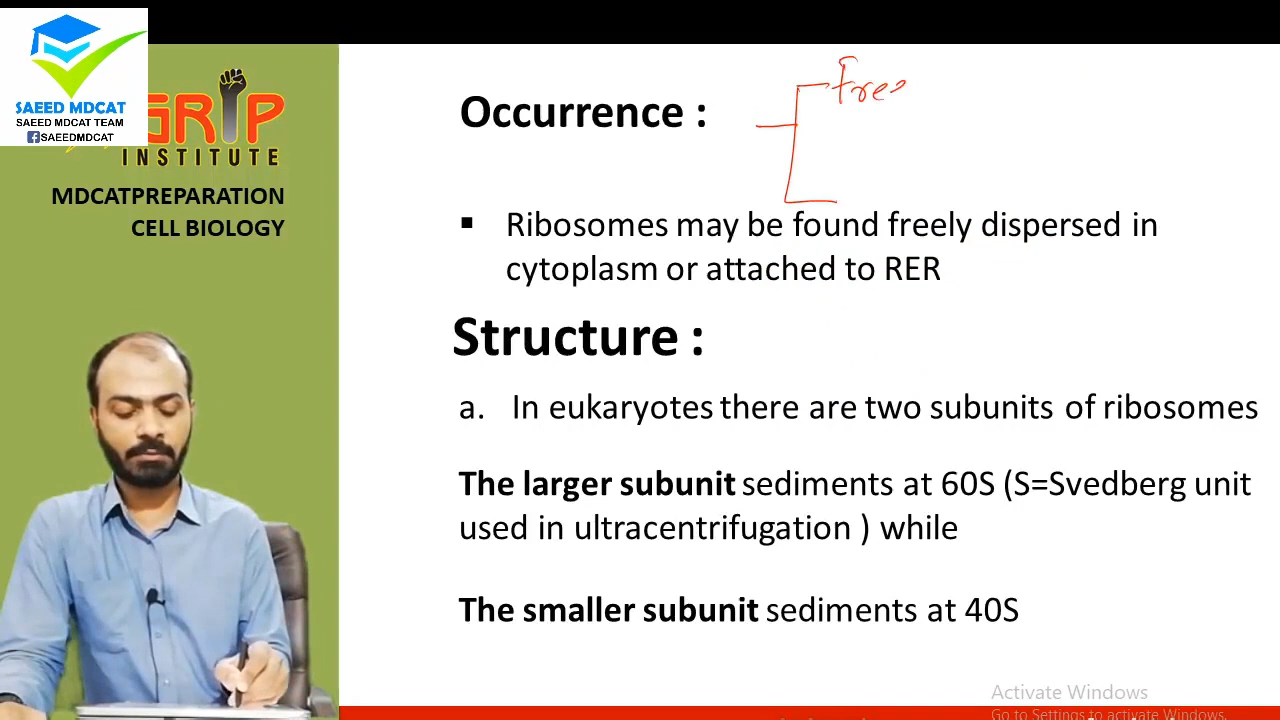 SAEED MDCAT
SAEED MDCAT TEAM
SAEEDMDCAT
GRIP
INSTITUTE
MDCATPREPARATION
CELL BIOLOGY
Occurrence :
Free
▪ Ribosomes may be found freely dispersed in
cytoplasm or attached to RER
Structure :
a. In eukaryotes there are two subunits of ribosomes
The larger subunit sediments at 60S (S=Svedberg unit
used in ultracentrifugation ) while
The smaller subunit sediments at 40S
Activate Windows
Go to Settings to activate Windows.